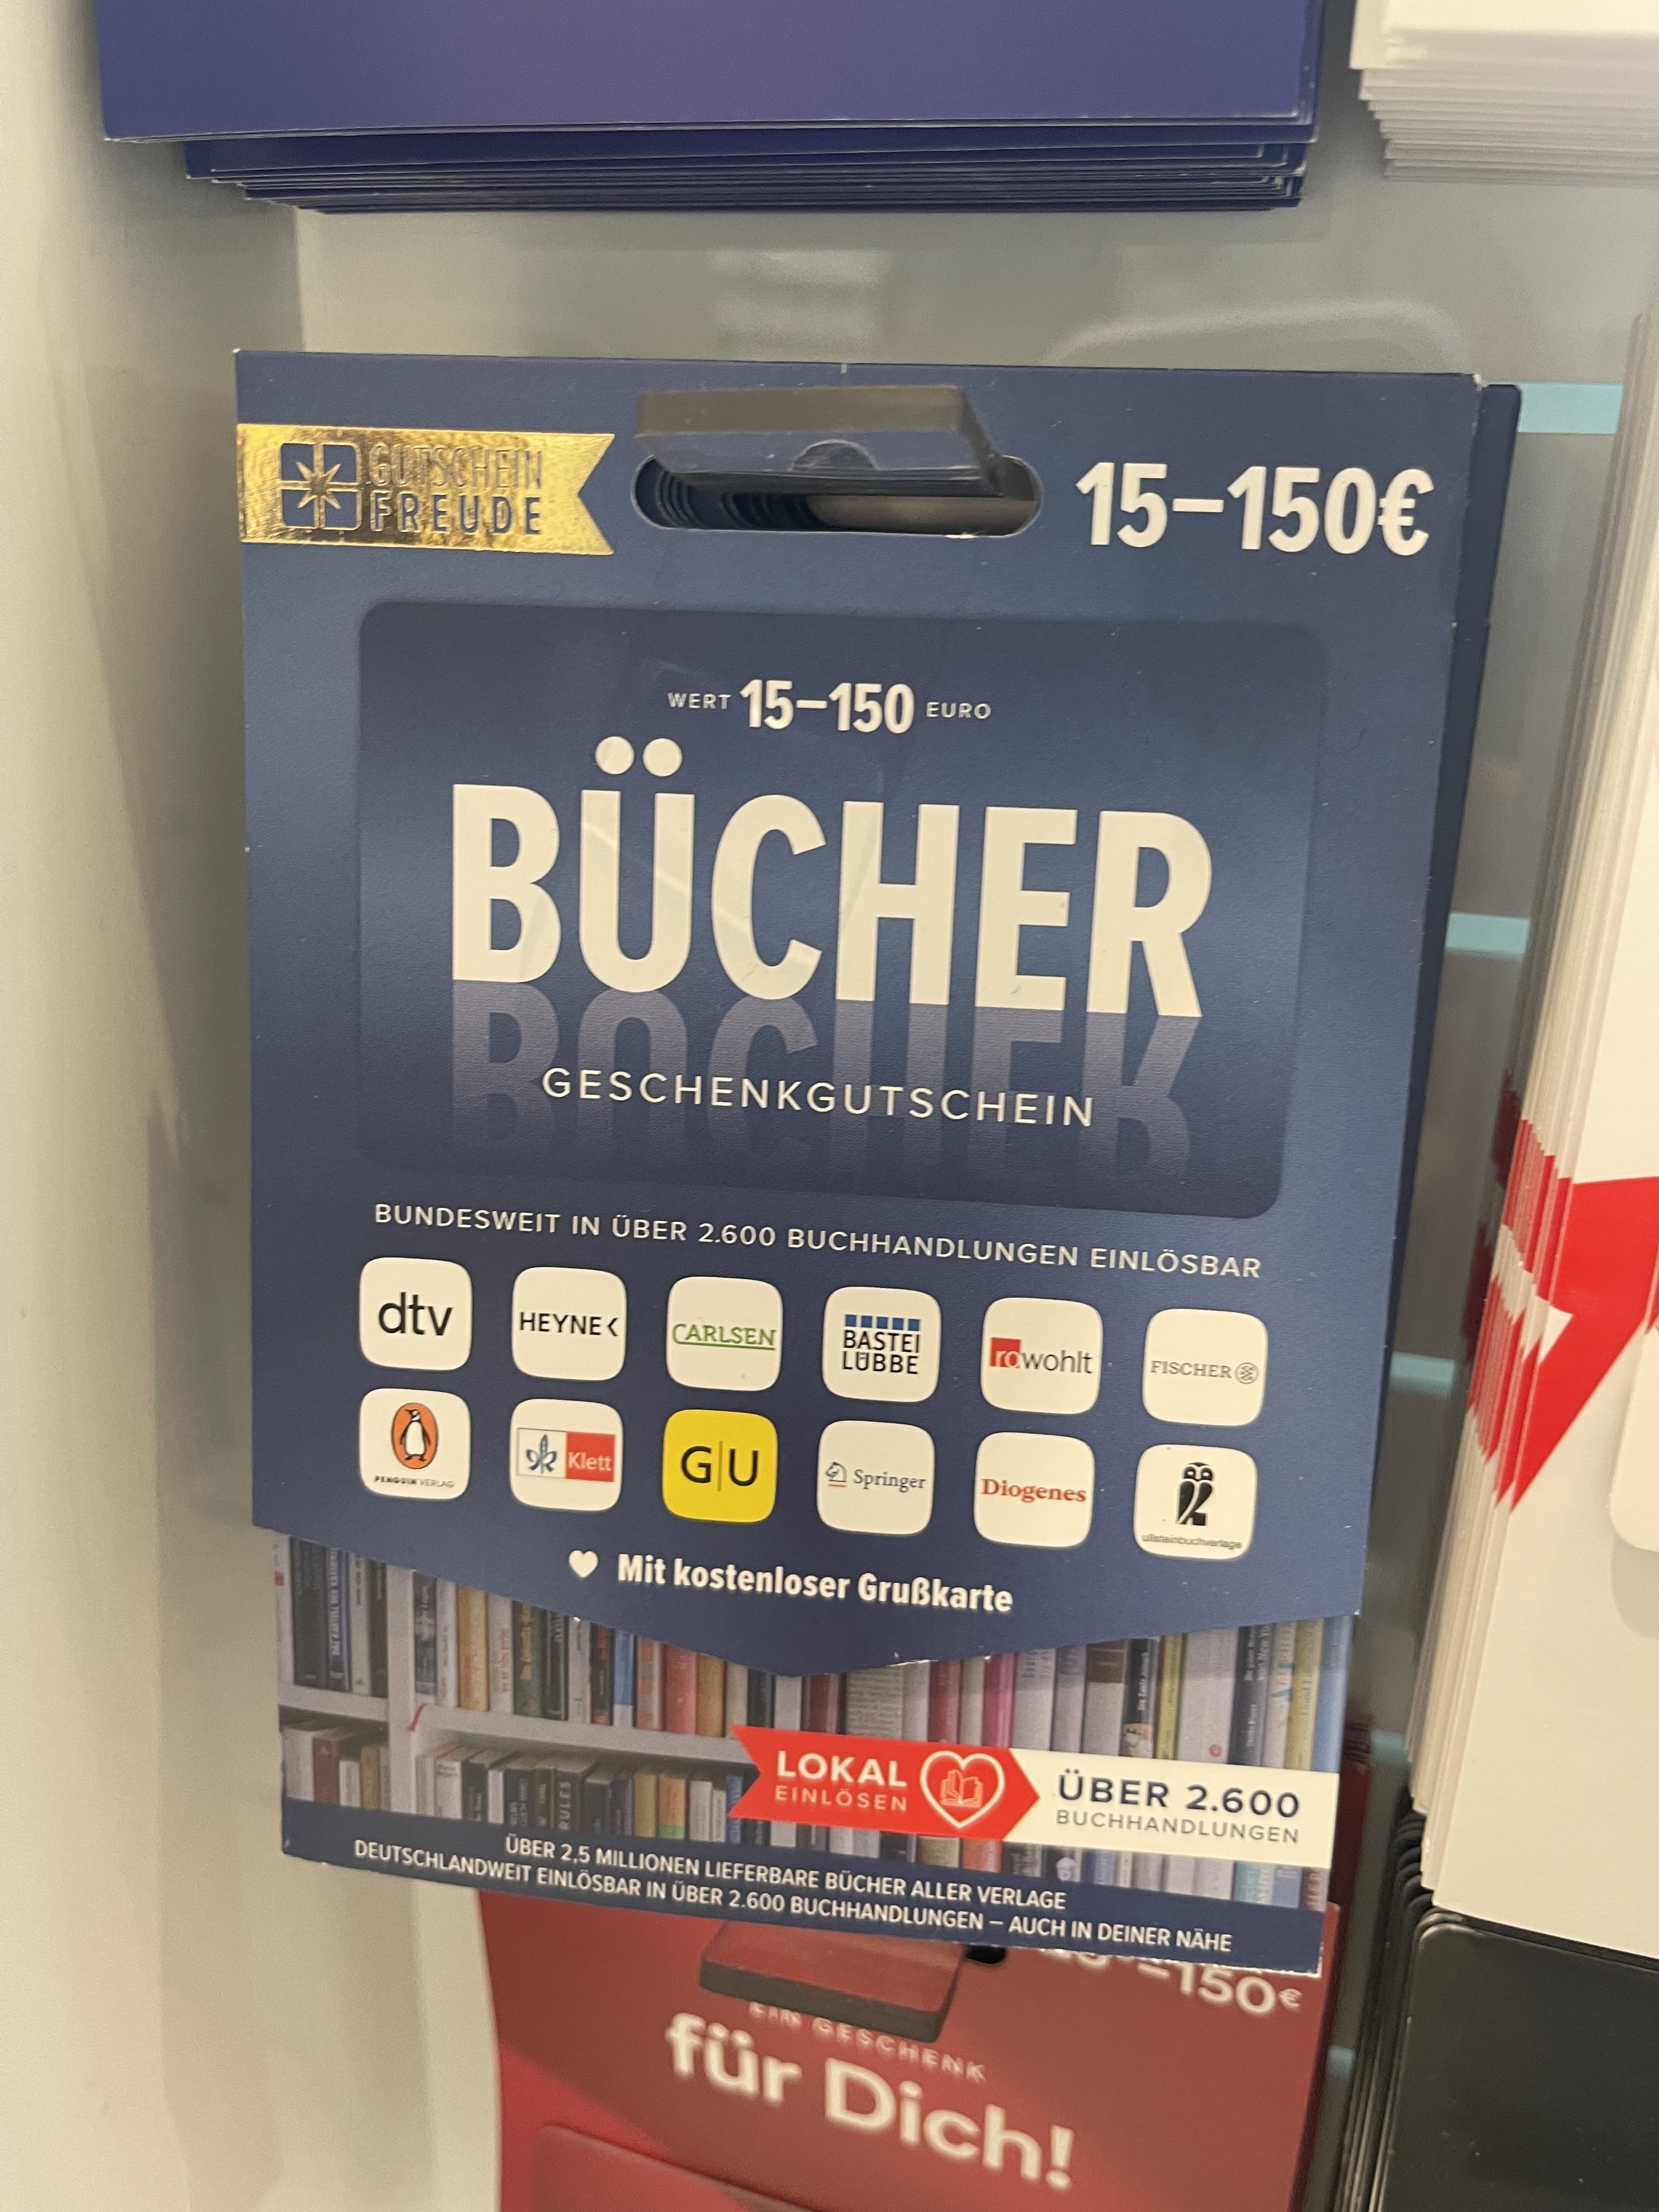 GUTSCHEIN
FREUDE
15–150€
WERT 15–150 EURO
BÜCHER
GESCHENKGUTSCHEIN
BUNDESWEIT IN ÜBER 2.600 BUCHHANDLUNGEN EINLÖSBAR
dtv
HEYNE
CARLSEN
BASTEI
LÜBBE
rowohlt
FISCHER
PENGUIN VERLAG
Klett
G|U
Springer
Diogenes
ullsteinbuchverlage
Mit kostenloser Grußkarte
LOKAL
EINLÖSEN
ÜBER 2.600
BUCHHANDLUNGEN
ÜBER 2,5 MILLIONEN LIEFERBARE BÜCHER ALLER VERLAGE
DEUTSCHLANDWEIT EINLÖSBAR IN ÜBER 2.600 BUCHHANDLUNGEN – AUCH IN DEINER NÄHE
–150€
EIN GESCHENK
für Dich!